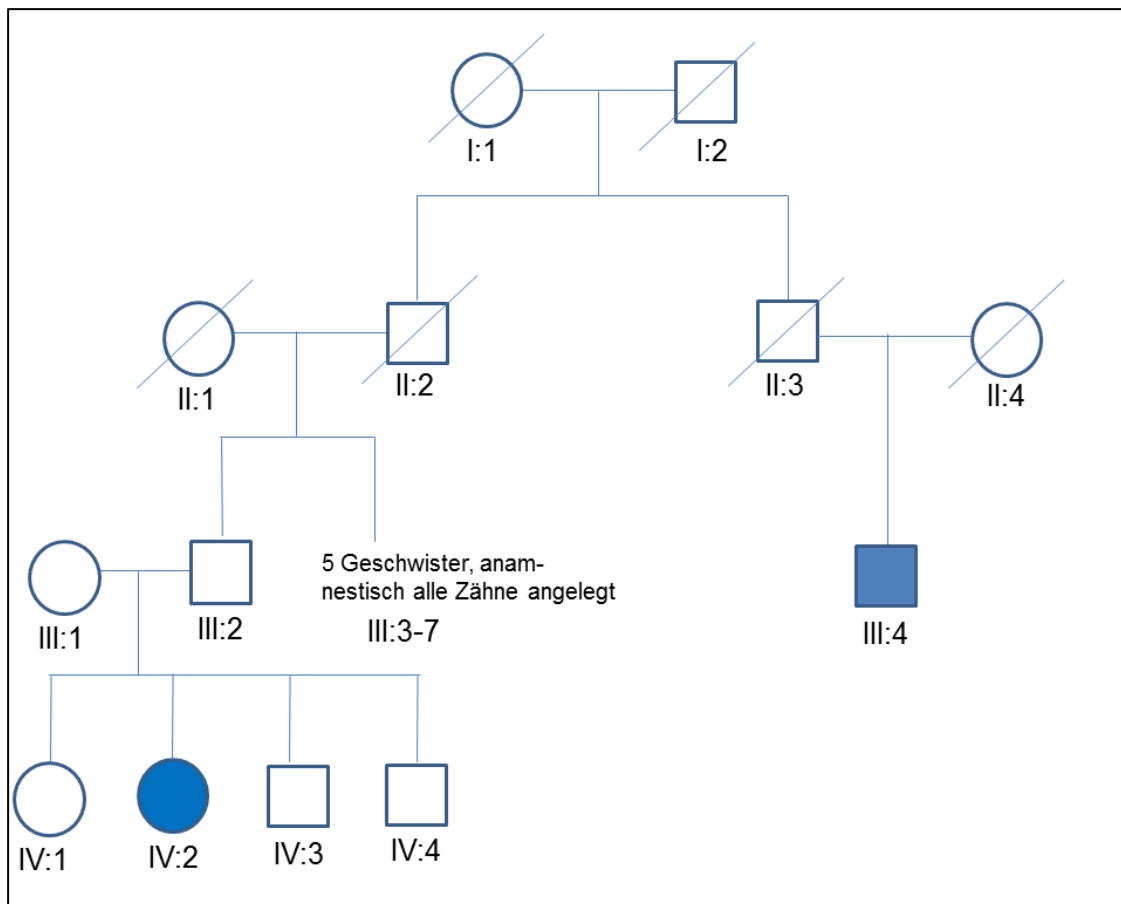 I:1
I:2
II:1
II:2
II:3
II:4
5 Geschwister, anam-
nestisch alle Zähne angelegt
III:1
III:2
III:3-7
III:4
IV:1
IV:2
IV:3
IV:4